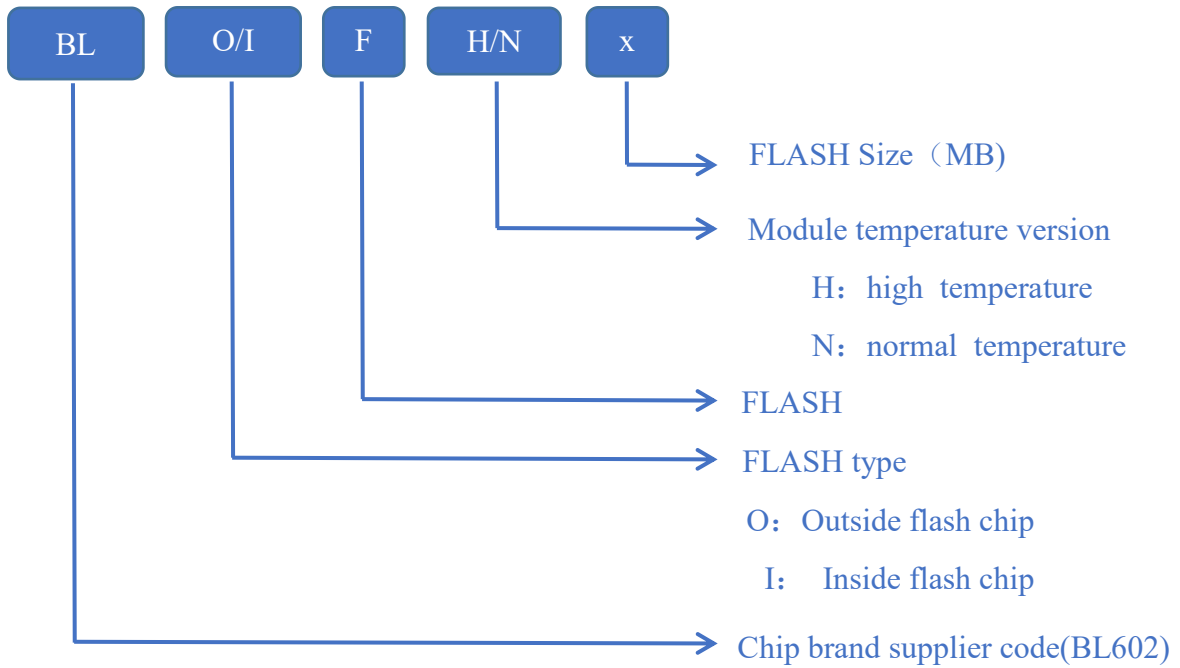 BL O/I F H/N x
FLASH Size（MB)
Module temperature version
H：high temperature
N：normal temperature
FLASH
FLASH type
O：Outside flash chip
I： Inside flash chip
Chip brand supplier code(BL602)